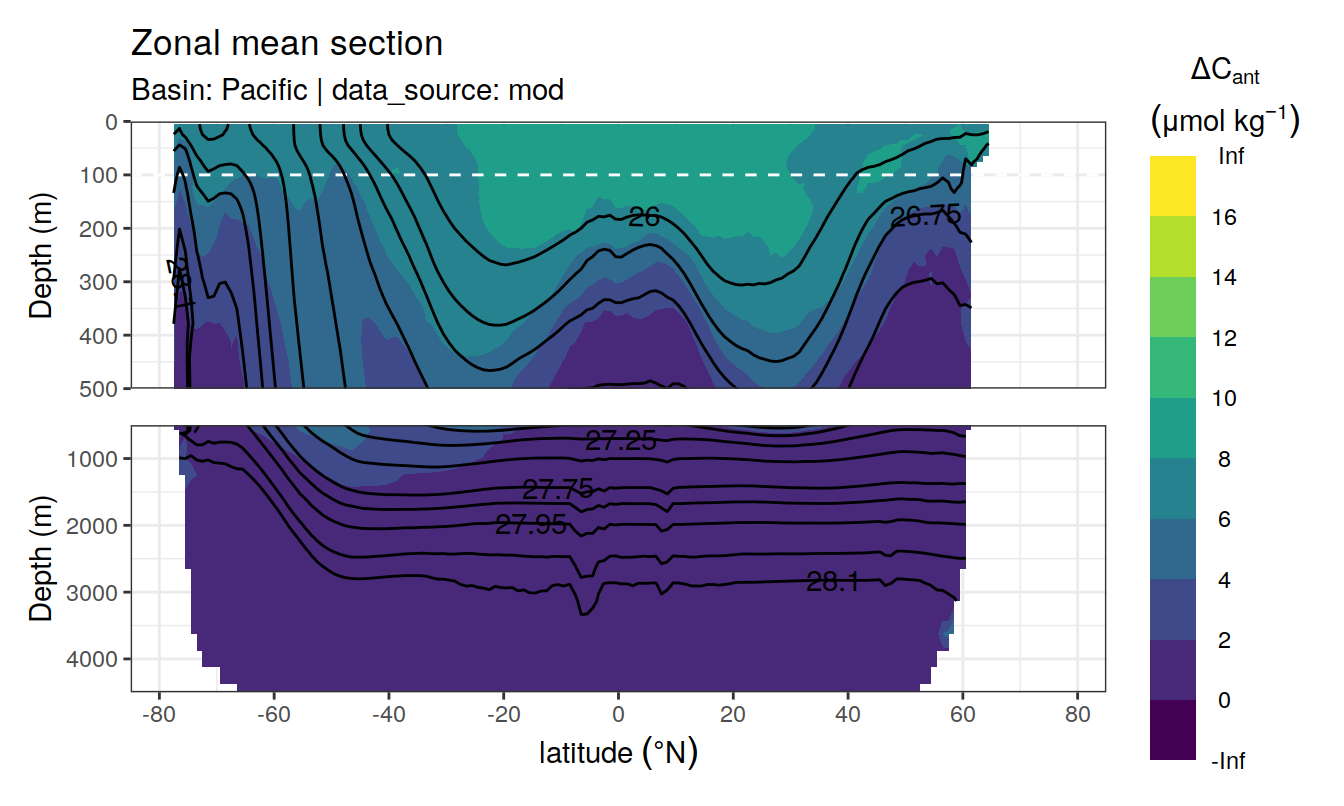 Zonal mean section
Basin: Pacific | data_source: mod
ΔCant
(μmol kg⁻¹)
Inf
16
14
12
10
8
6
4
2
0
-Inf
Depth (m)
0
100
200
300
400
500
26
26.75
28.1
Depth (m)
1000
2000
3000
4000
27.25
27.75
27.95
28.1
-80 -60 -40 -20 0 20 40 60 80
latitude (°N)